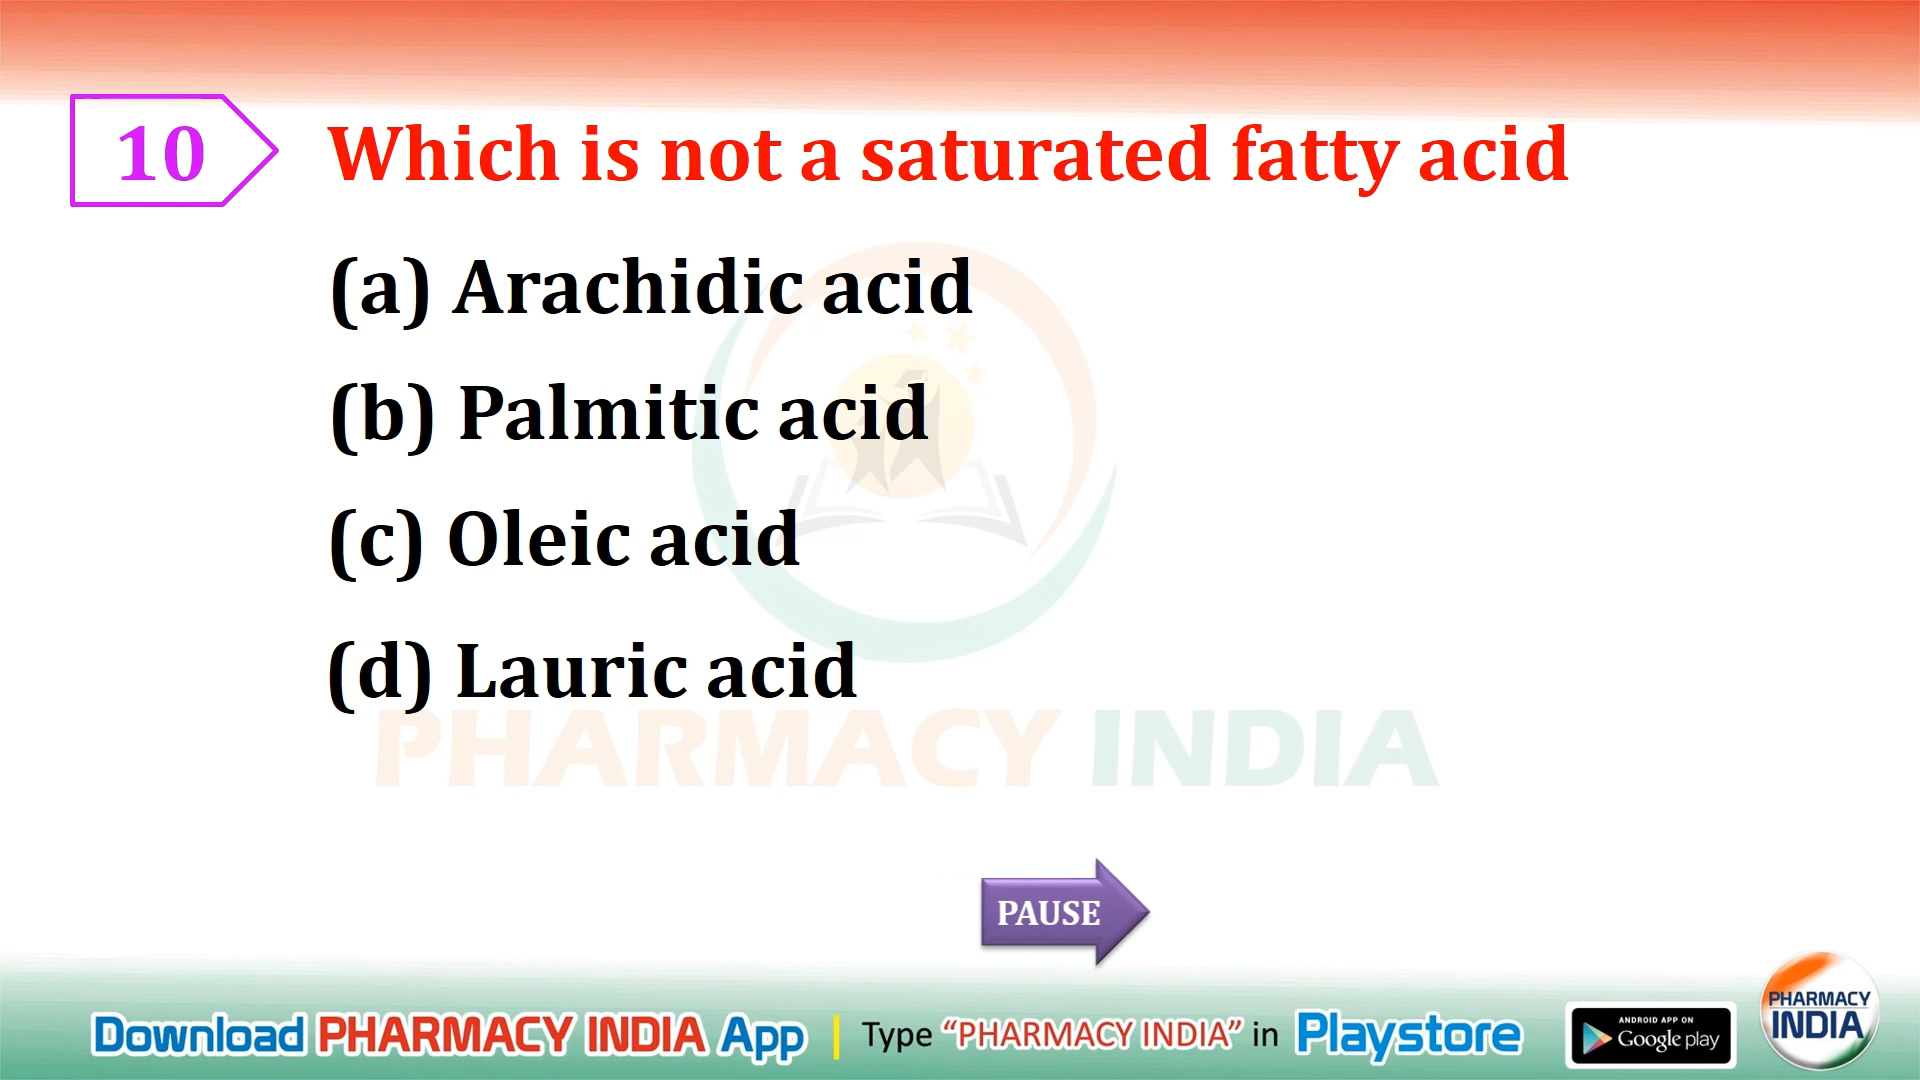 10 Which is not a saturated fatty acid
(a) Arachidic acid
(b) Palmitic acid
(c) Oleic acid
(d) Lauric acid
PHARMACY INDIA
PAUSE
Download PHARMACY INDIA App | Type “PHARMACY INDIA” in Playstore
ANDROID APP ON
Google play
PHARMACY
INDIA